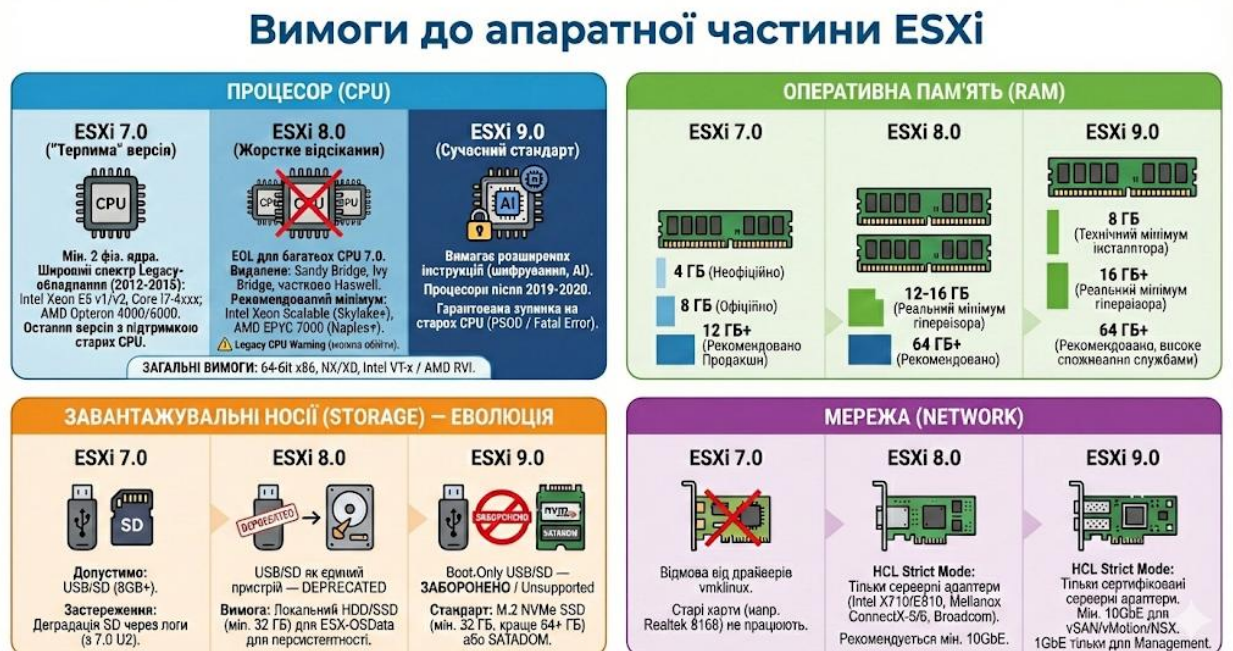 Вимоги до апаратної частини ESXi
ПРОЦЕСОР (CPU)
ESXi 7.0
("Терпима" версія)
CPU
Мін. 2 фіз. ядра.
Широкий спектр Legacy-
обладнання (2012-2015):
Intel Xeon E5 v1/v2, Core I7-4xxx;
AMD Opteron 4000/6000.
Остання версія з підтримкою
старих CPU.
ESXi 8.0
(Жорстке відсікання)
EOL для багатьох CPU 7.0.
Видалене: Sandy Bridge, Ivy
Bridge, частково Haswell.
Рекомендований мінімум:
Intel Xeon Scalable (Skylake+),
AMD EPYC 7000 (Naples+).
Legacy CPU Warning (можна обійти).
ESXi 9.0
(Сучасний стандарт)
AI
Вимагає розширених
інструкцій (шифрування, AI).
Процесори після 2019-2020.
Гарантована зупинка на
старох CPU (PSOD / Fatal Error).
ЗАГАЛЬНІ ВИМОГИ: 64-біт x86, NX/XD, Intel VT-x / AMD RVI.
ОПЕРАТИВНА ПАМ'ЯТЬ (RAM)
ESXi 7.0
4 ГБ (Неофіційно)
8 ГБ (Офіційно)
12 ГБ+
(Рекомендовано
Продакшн)
ESXi 8.0
12-16 ГБ
(Реальний мінімум
гіпервізора)
64 ГБ+
(Рекомендовано)
ESXi 9.0
8 ГБ
(Технічний мінімум
інсталятора)
16 ГБ+
(Реальний мінімум
гіпервізора)
64 ГБ+
(Рекомендовано, високе
споживання службами)
ЗАВАНТАЖУВАЛЬНІ НОСІЇ (STORAGE) — ЕВОЛЮЦІЯ
ESXi 7.0
SD
Допустимо:
USB/SD (8GB+).
Застереження:
Деградація SD через логи
(з 7.0 U2).
ESXi 8.0
USB/SD як єдиний
пристрій — DEPRECATED
Вимога: Локальний HDD/SSD
(мін. 32 ГБ) для ESX-OSData
для персистентності.
ESXi 9.0
ЗАБОРОНЕНО
nvm
SATADOM
Boot.Only USB/SD —
ЗАБОРОНЕНО / Unsupported
Стандарт: M.2 NVMe SSD
(мін. 32 ГБ, краще 64+ ГБ)
або SATADOM.
МЕРЕЖА (NETWORK)
ESXi 7.0
Відмова від драйверів
vmklinux.
Старі карти (напр.
Realtek 8168) не працюють.
ESXi 8.0
HCL Strict Mode:
Тільки серверні адаптери
(Intel X710/E810, Mellanox
ConnectX-5/6, Broadcom).
Рекомендується мін. 10GbE.
ESXi 9.0
HCL Strict Mode:
Тільки сертифіковані
серверні адаптери.
Мін. 10GbE для
vSAN/vMotion/NSX.
1GbE тільки для Management.